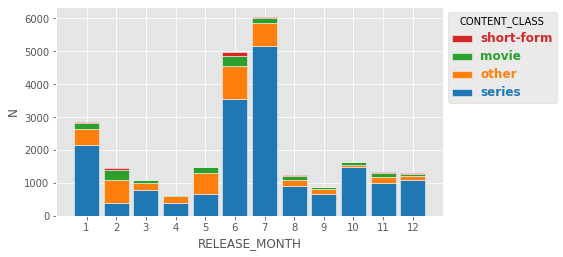 CONTENT_CLASS
short-form
movie
other
series
6000
5000
4000
3000
2000
1000
0
N
1 2 3 4 5 6 7 8 9 10 11 12
RELEASE_MONTH